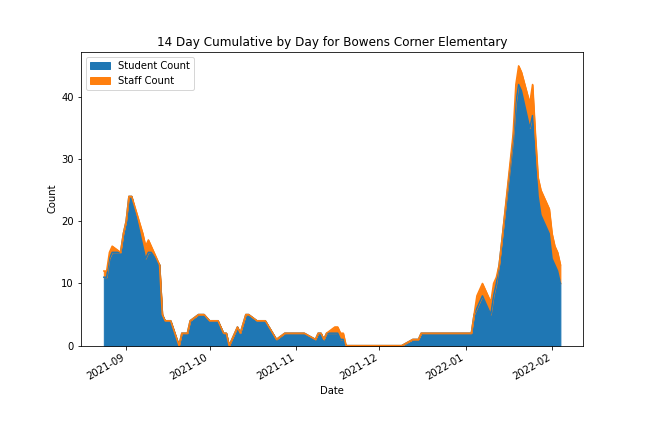 14 Day Cumulative by Day for Bowens Corner Elementary
Student Count
Staff Count
Count
40
30
20
10
0
2021-09
2021-10
2021-11
2021-12
2022-01
2022-02
Date